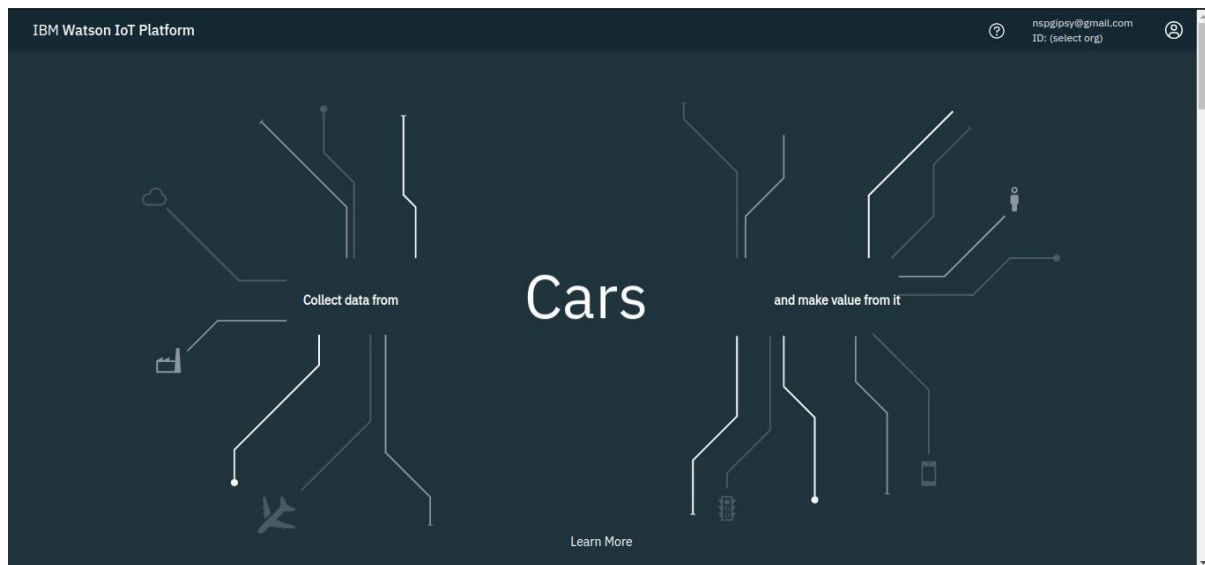 IBM Watson IoT Platform
nspgipsy@gmail.com
ID: (select org)
Collect data from
Cars
and make value from it
Learn More